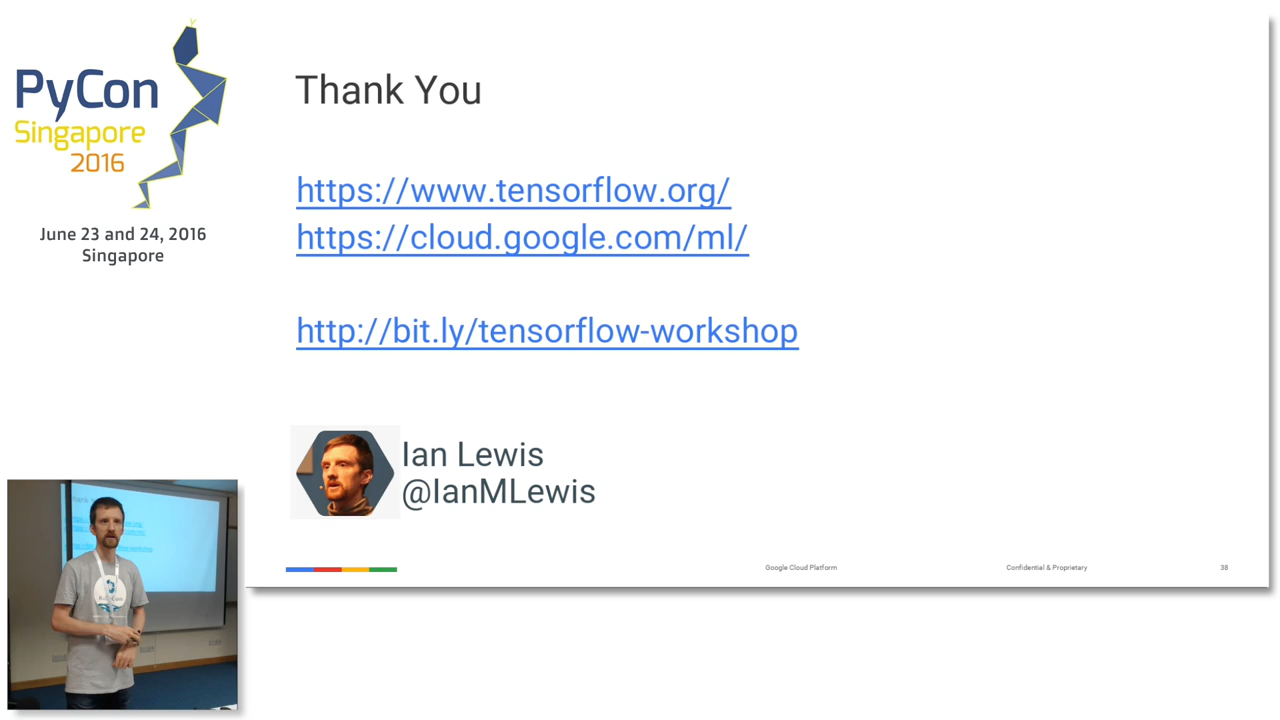 PyCon
Singapore
2016
June 23 and 24, 2016
Singapore
Thank You
https://www.tensorflow.org/
https://cloud.google.com/ml/
http://bit.ly/tensorflow-workshop
Ian Lewis
@IanMLewis
Google Cloud Platform
Confidential & Proprietary
38